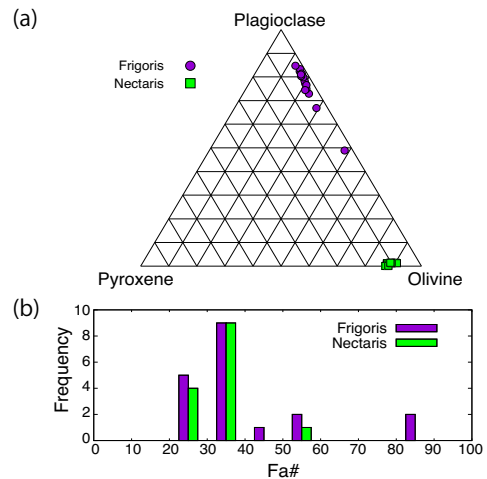 (a)
Plagioclase
Frigoris
Nectaris
Pyroxene
Olivine
(b)
10
8
6
4
2
0
Frequency
Frigoris
Nectaris
0 10 20 30 40 50 60 70 80 90 100
Fa#